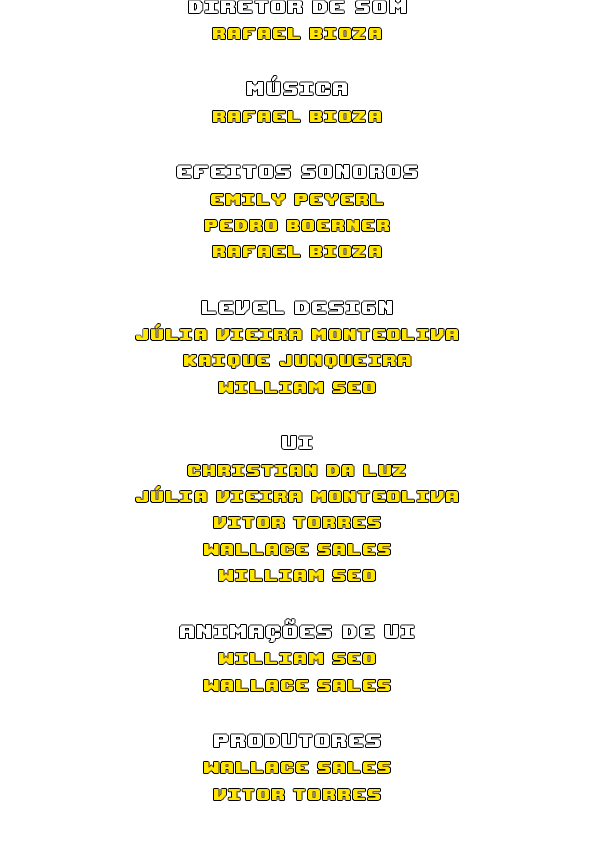 DIRETOR DE SOM
RAFAEL BIOZA
MÚSICA
RAFAEL BIOZA
EFEITOS SONOROS
EMILY PEYERL
PEDRO BOERNER
RAFAEL BIOZA
LEVEL DESIGN
JÚLIA VIEIRA MONTEOLIVA
KAIQUE JUNQUEIRA
WILLIAM SEO
UI
CHRISTIAN DA LUZ
JÚLIA VIEIRA MONTEOLIVA
VITOR TORRES
WALLACE SALES
WILLIAM SEO
ANIMAÇÕES DE UI
WILLIAM SEO
WALLACE SALES
PRODUTORES
WALLACE SALES
VITOR TORRES